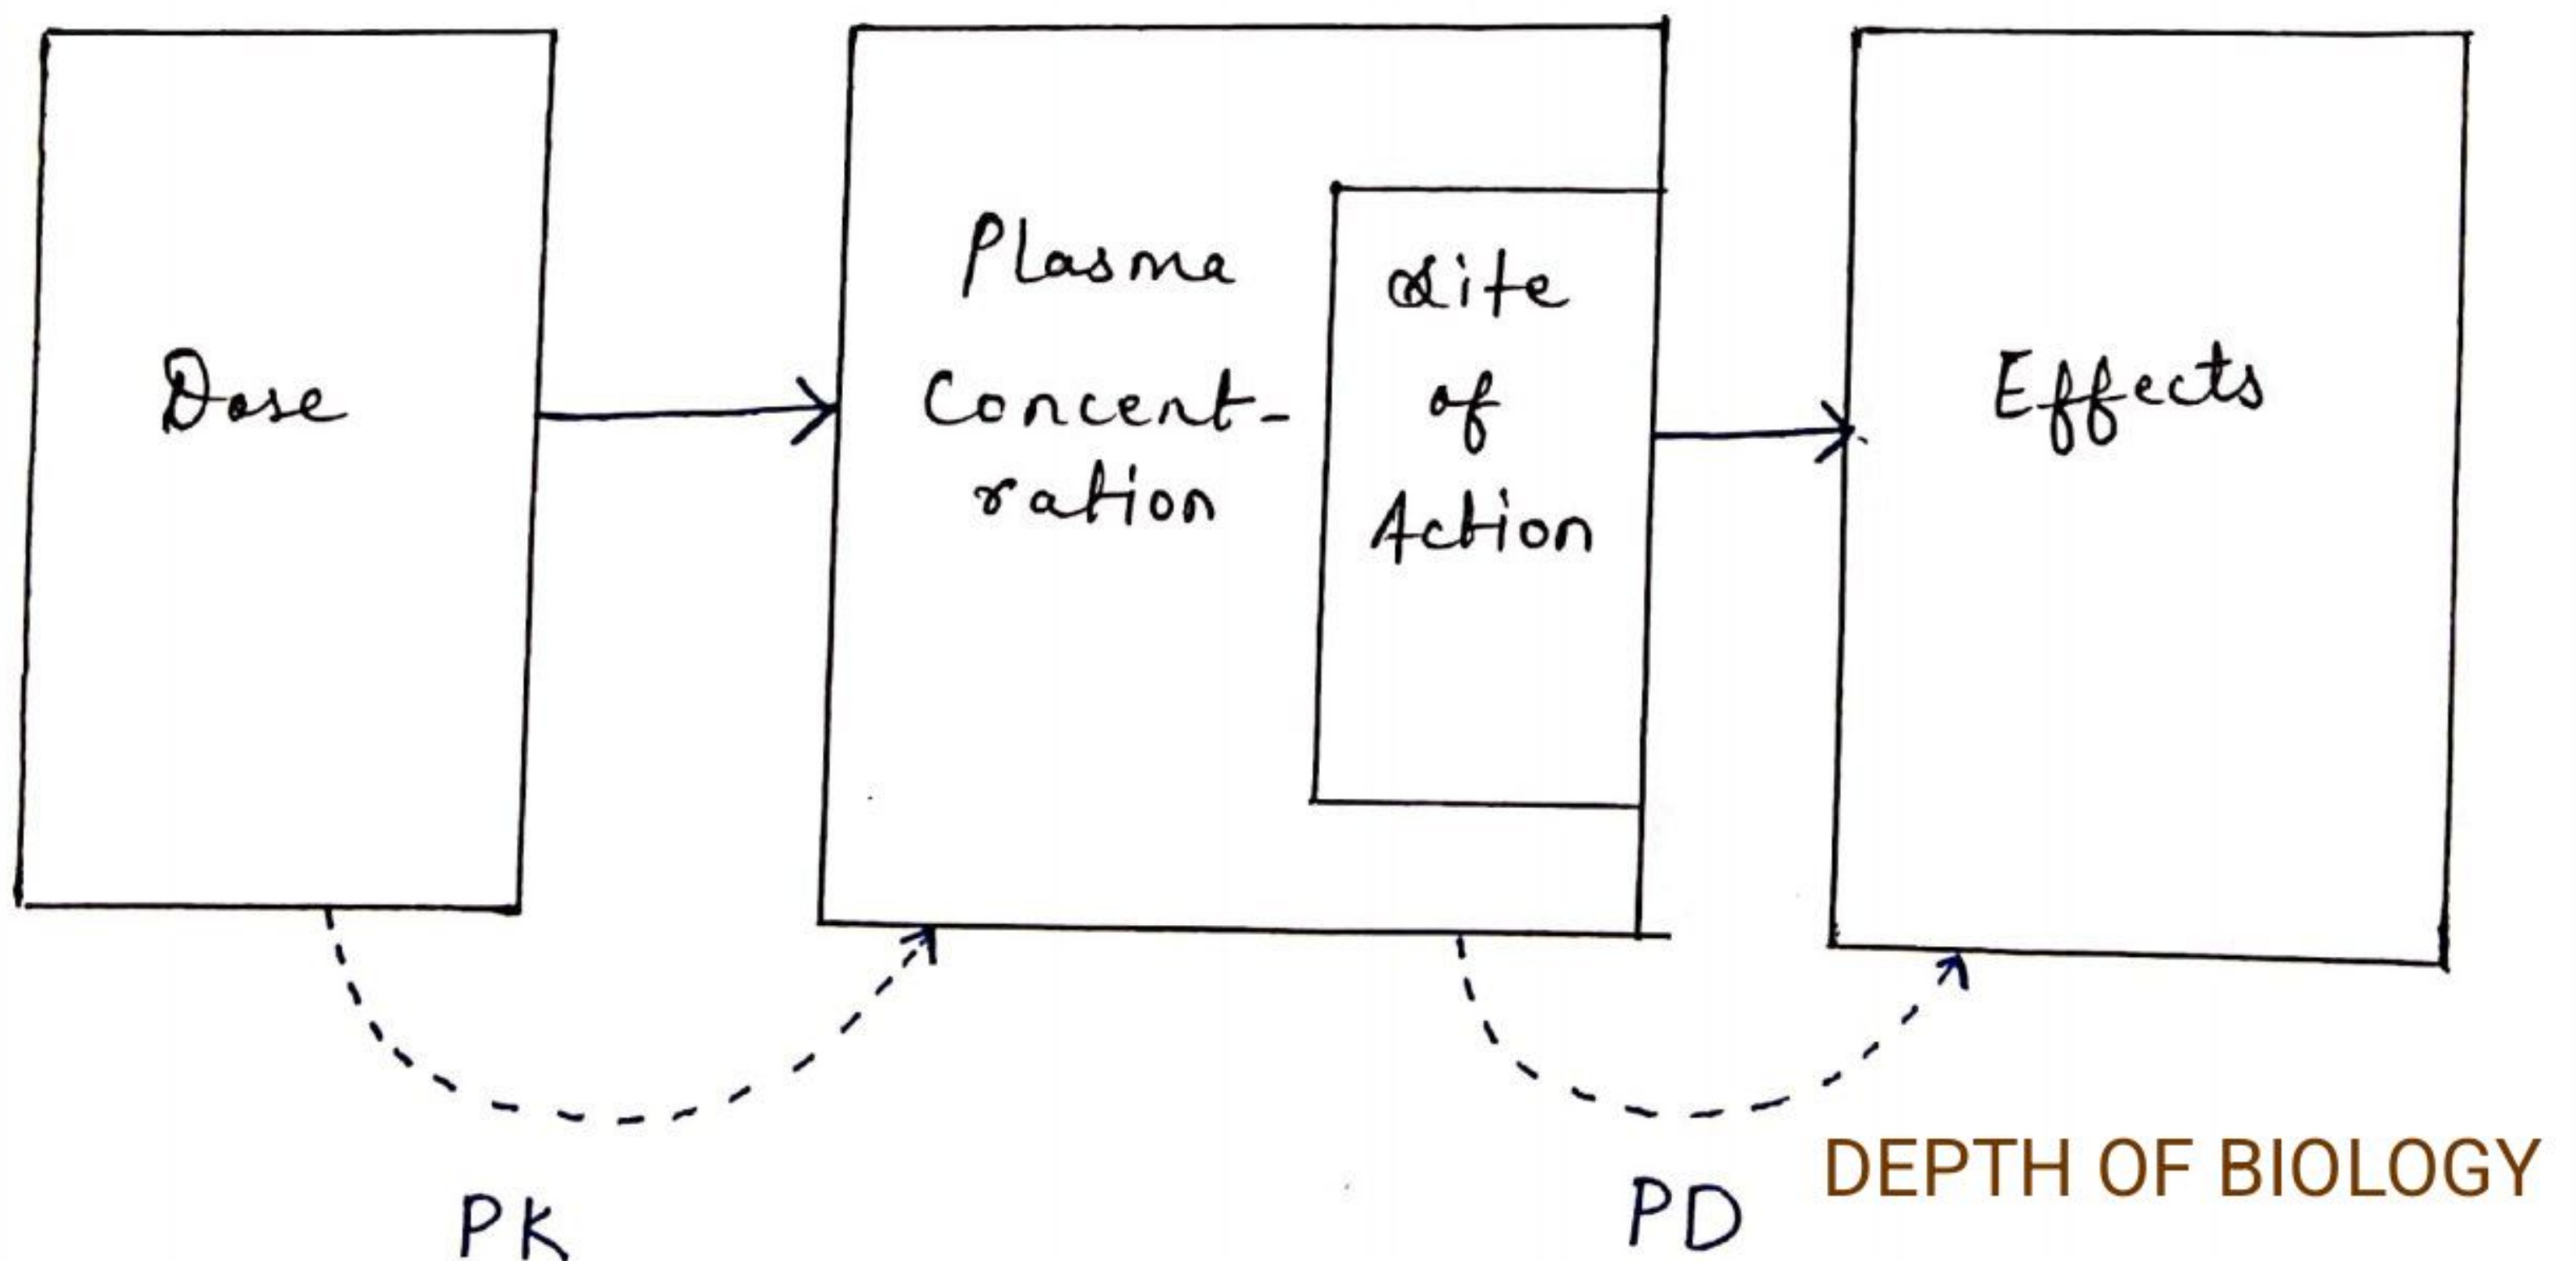 Dose
Plasma
Concent-
ration
Site
of
Action
Effects
PK
PD
DEPTH OF BIOLOGY